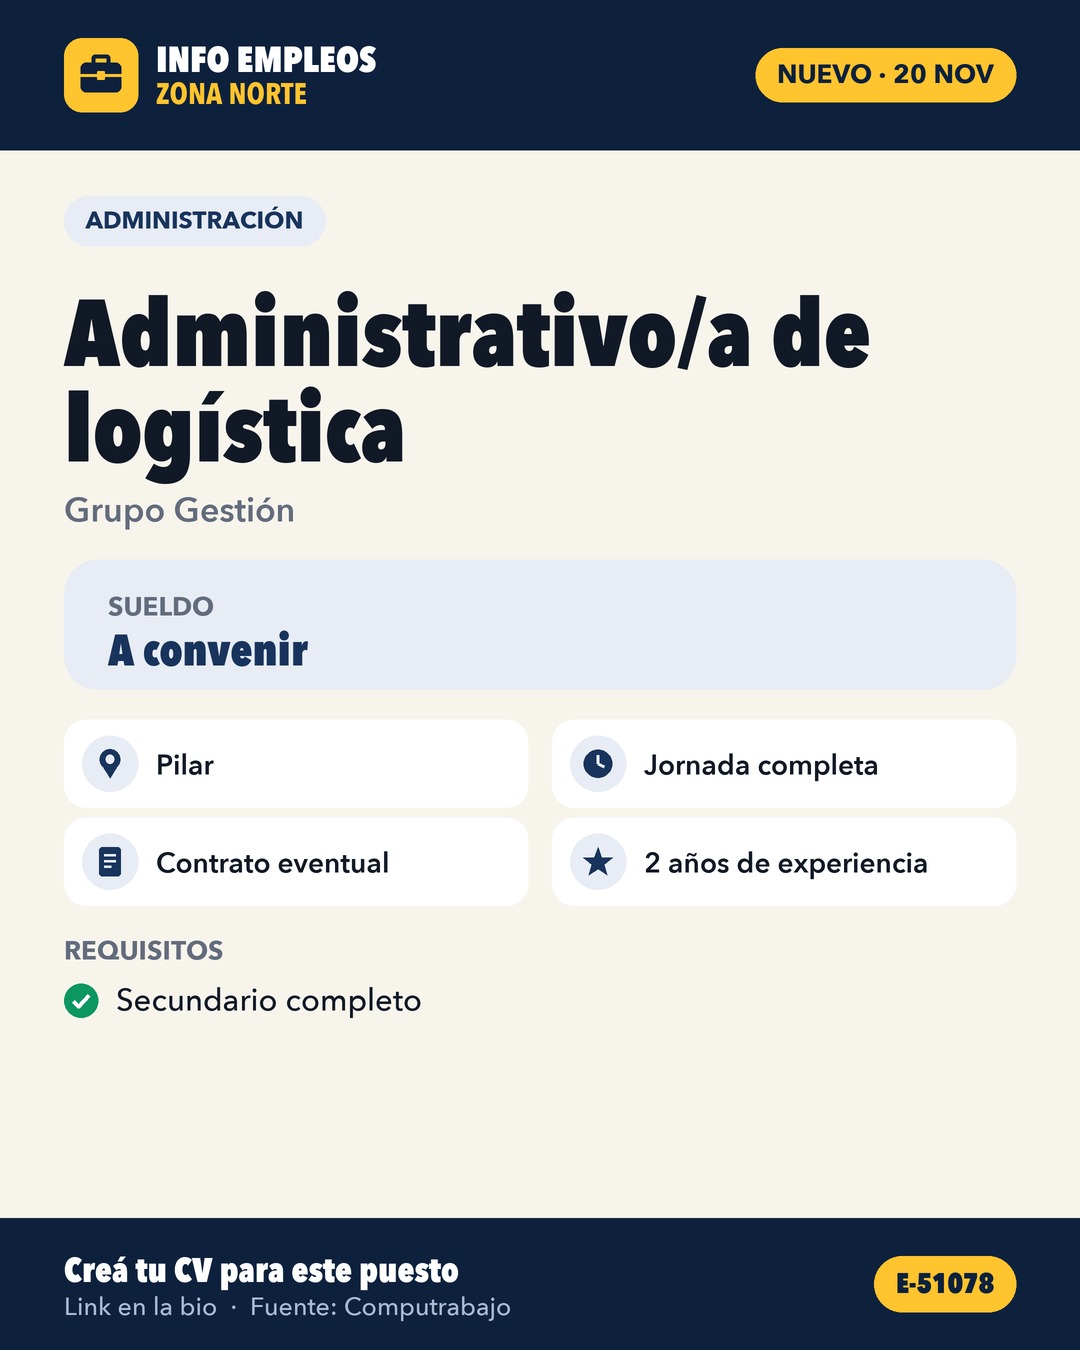 INFO EMPLEOS
ZONA NORTE
NUEVO · 20 NOV
ADMINISTRACIÓN
Administrativo/a de
logística
Grupo Gestión
SUELDO
A convenir
Pilar
Jornada completa
Contrato eventual
2 años de experiencia
REQUISITOS
Secundario completo
Creá tu CV para este puesto
Link en la bio · Fuente: Computrabajo
E-51078